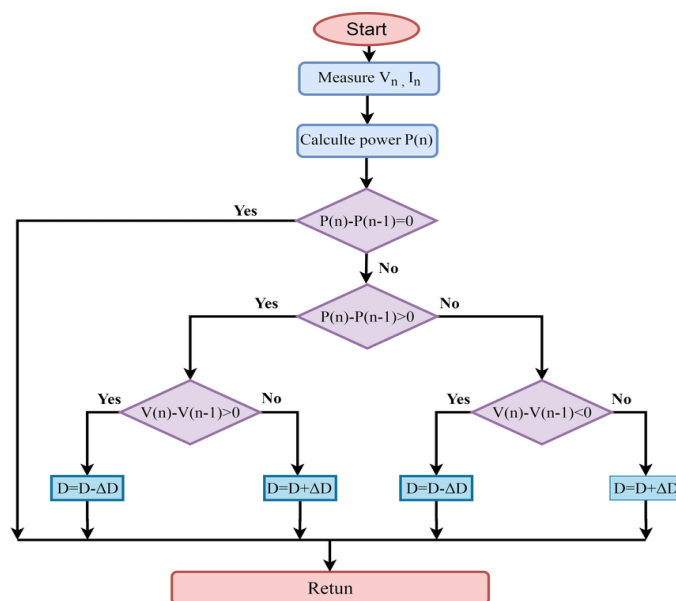 Start
Measure Vn , In
Calculte power P(n)
Yes
P(n)-P(n-1)=0
No
Yes
P(n)-P(n-1)>0
No
Yes
V(n)-V(n-1)>0
No
Yes
V(n)-V(n-1)<0
No
D=D-ΔD
D=D+ΔD
D=D-ΔD
D=D+ΔD
Retun